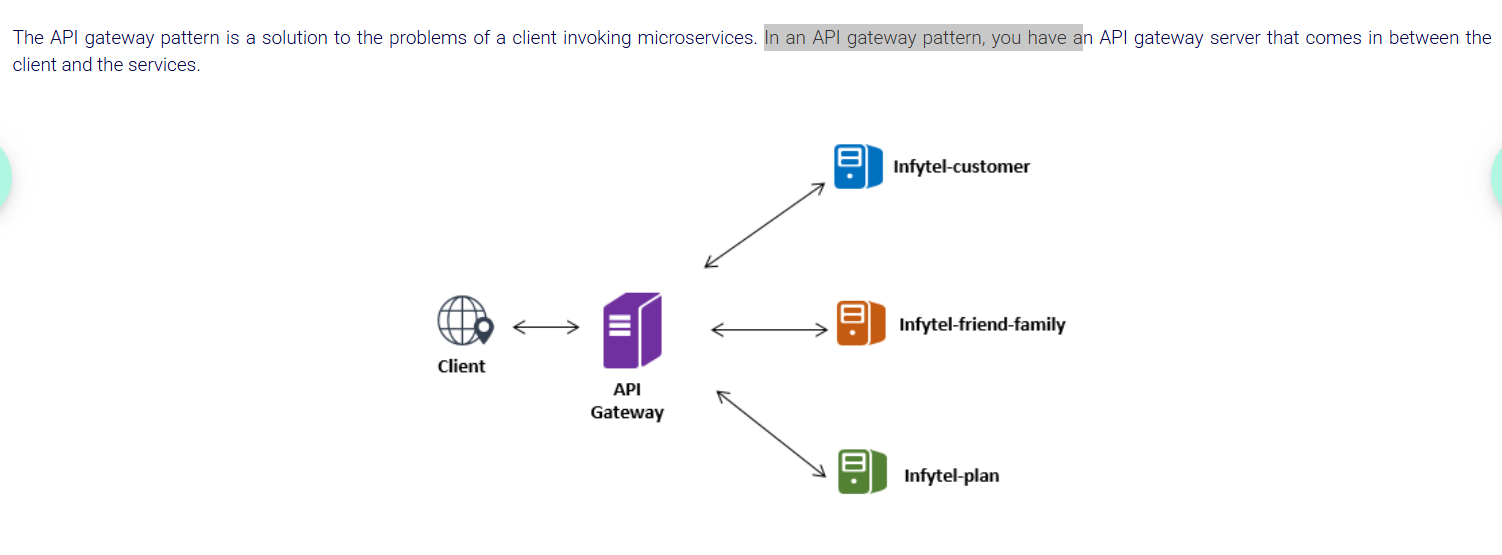 The API gateway pattern is a solution to the problems of a client invoking microservices. In an API gateway pattern, you have an API gateway server that comes in between the
client and the services.
Infytel-customer
Infytel-friend-family
Client
API
Gateway
Infytel-plan